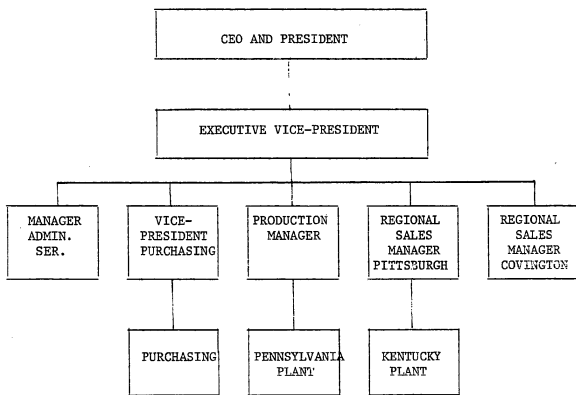 CEO AND PRESIDENT
EXECUTIVE VICE-PRESIDENT
MANAGER
ADMIN.
SER.
VICE-
PRESIDENT
PURCHASING
PRODUCTION
MANAGER
REGIONAL
SALES
MANAGER
PITTSBURGH
REGIONAL
SALES
MANAGER
COVINGTON
PURCHASING
PENNSYLVANIA
PLANT
KENTUCKY
PLANT